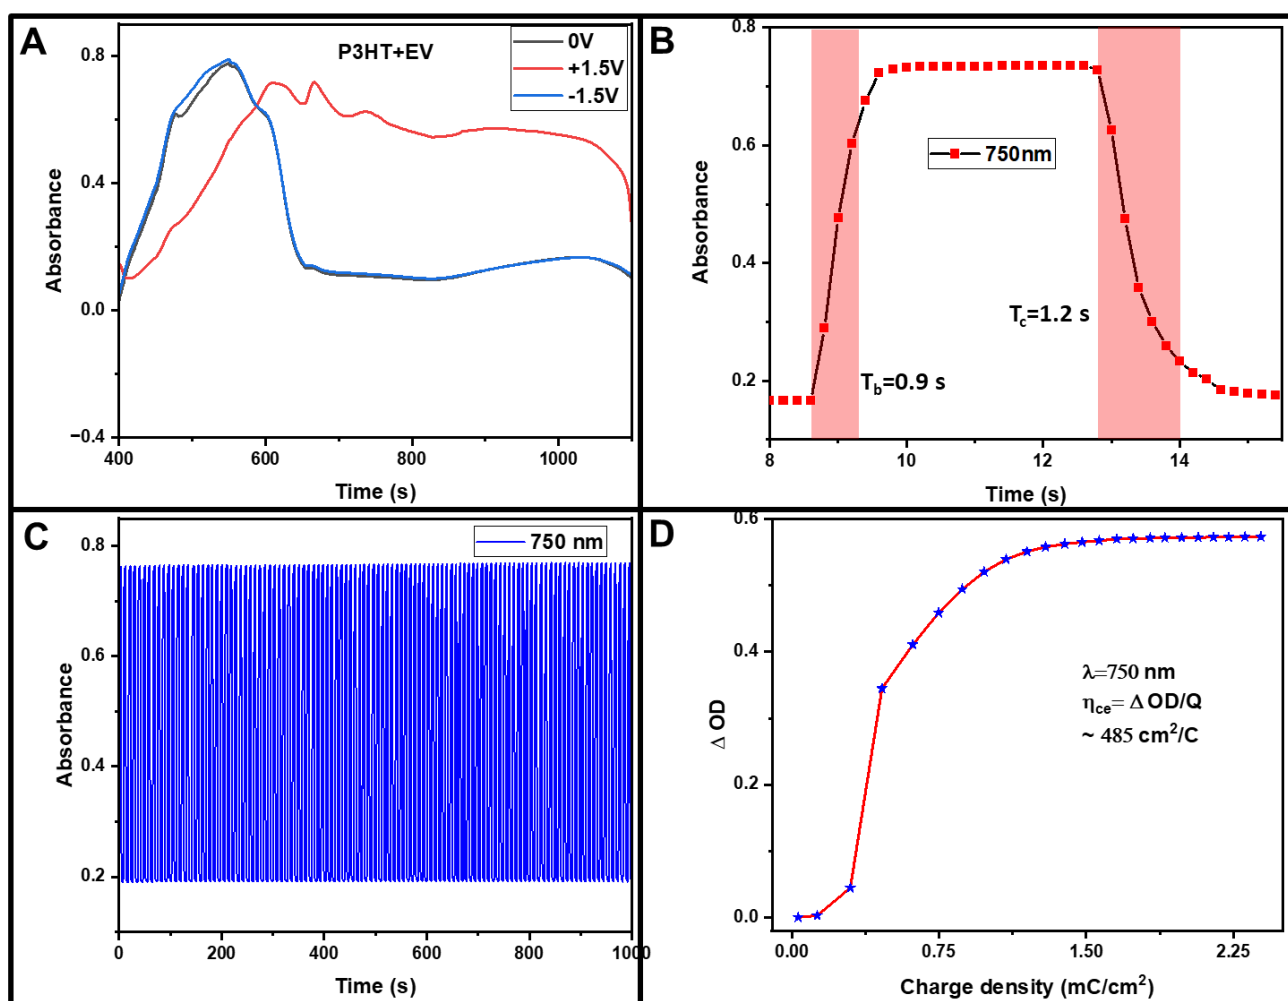 A
P3HT+EV
0V
+1.5V
-1.5V
0.8
0.4
0.0
−0.4
Absorbance
400
600
800
1000
Time (s)
B
750nm
0.8
0.6
0.4
0.2
Absorbance
T_c=1.2 s
T_b=0.9 s
8
10
12
14
Time (s)
C
750 nm
0.8
0.6
0.4
0.2
Absorbance
0
200
400
600
800
1000
Time (s)
D
0.6
0.4
0.2
0.0
Δ OD
λ=750 nm
η_ce= Δ OD/Q
~ 485 cm²/C
0.00
0.75
1.50
2.25
Charge density (mC/cm²)